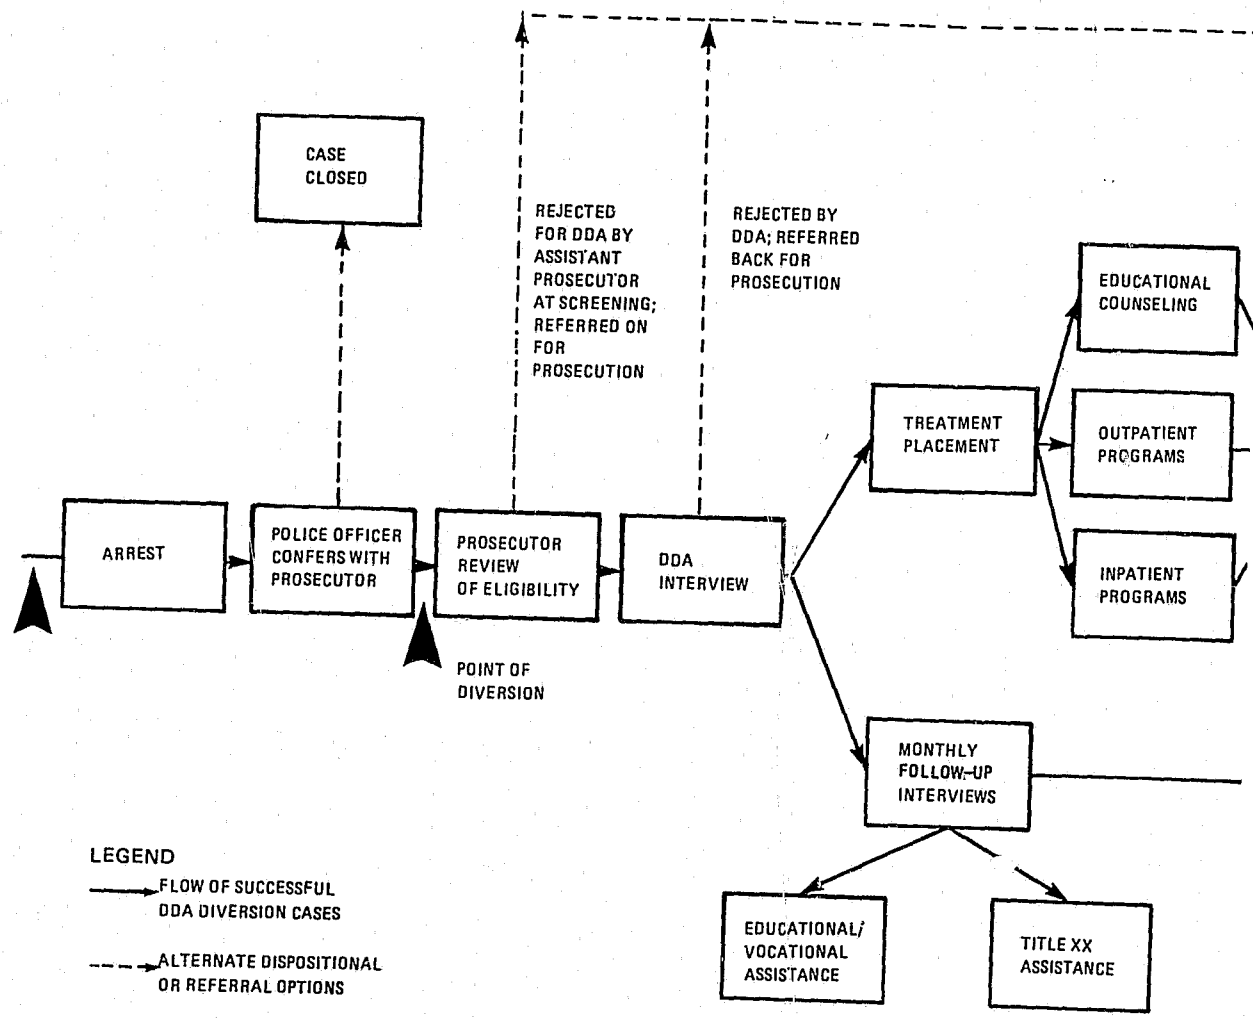 CASE
CLOSED
REJECTED
FOR DDA BY
ASSISTANT
PROSECUTOR
AT SCREENING;
REFERRED ON
FOR
PROSECUTION
REJECTED BY
DDA; REFERRED
BACK FOR
PROSECUTION
EDUCATIONAL
COUNSELING
TREATMENT
PLACEMENT
OUTPATIENT
PROGRAMS
ARREST
POLICE OFFICER
CONFERS WITH
PROSECUTOR
PROSECUTOR
REVIEW
OF ELIGIBILITY
DDA
INTERVIEW
INPATIENT
PROGRAMS
POINT OF
DIVERSION
MONTHLY
FOLLOW-UP
INTERVIEWS
LEGEND
FLOW OF SUCCESSFUL
DDA DIVERSION CASES
ALTERNATE DISPOSITIONAL
OR REFERRAL OPTIONS
EDUCATIONAL/
VOCATIONAL
ASSISTANCE
TITLE XX
ASSISTANCE